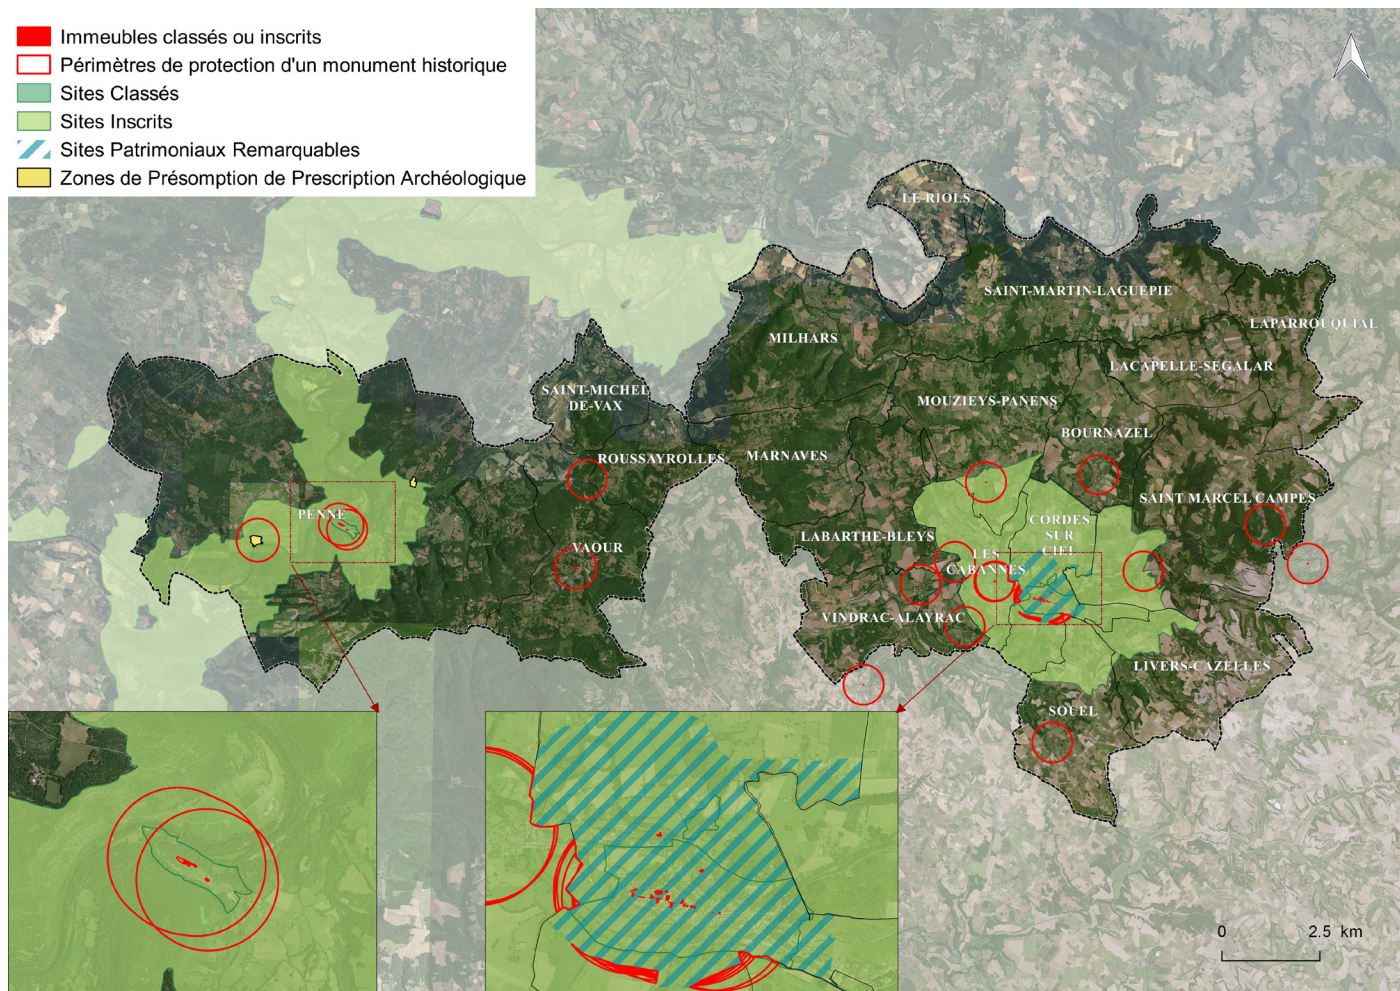 Immeubles classés ou inscrits
Périmètres de protection d'un monument historique
Sites Classés
Sites Inscrits
Sites Patrimoniaux Remarquables
Zones de Présomption de Prescription Archéologique
LE RIOLS
SAINT-MARTIN-LAGUEPIE
LAPARROUQUIAL
MILHARS
LACAPELLE-SEGALAR
SAINT-MICHEL
DE-VAX
MOUZIEYS-PANENS
BOURNAZEL
ROUSSAYROLLES
MARNAVES
SAINT MARCEL CAMPES
PENNE
CORDES
SUR
CIEL
LABARTHE-BLEYS
VAOUR
LES
CABANNES
VINDRAC-ALAYRAC
LIVERS-CAZELLES
SOUEL
0 2.5 km